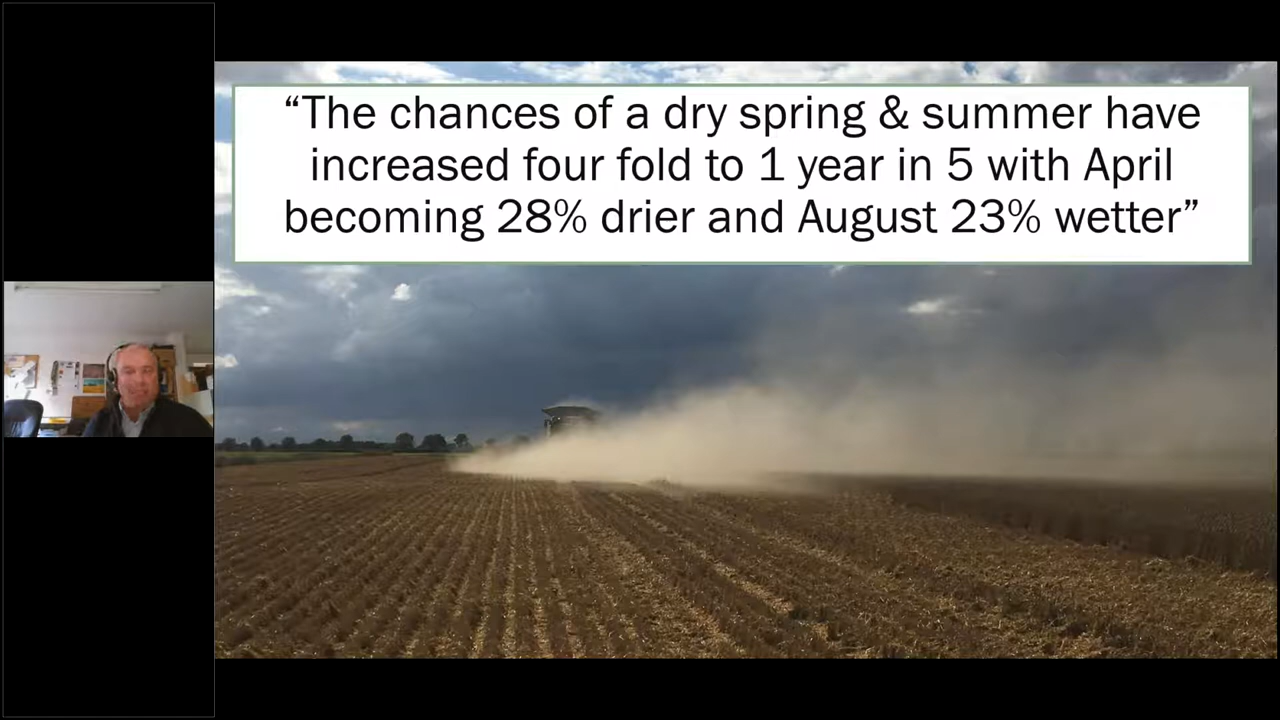 “The chances of a dry spring & summer have
increased four fold to 1 year in 5 with April
becoming 28% drier and August 23% wetter”